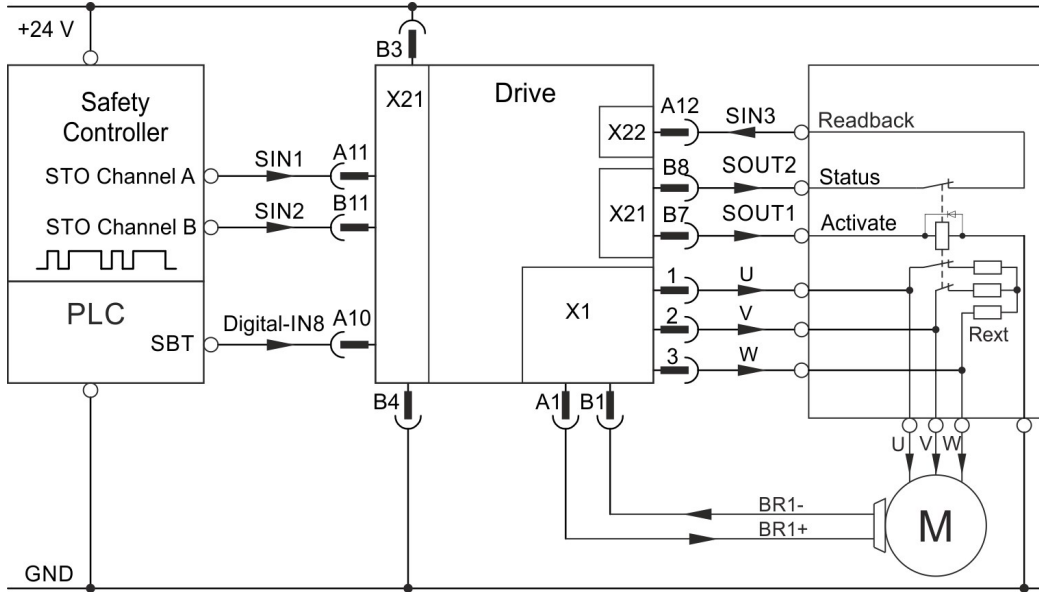 +24 V
B3
Safety
Controller
X21
Drive
A12
SIN3
Readback
X22
STO Channel A
SIN1
A11
B8
SOUT2
Status
STO Channel B
SIN2
B11
X21
B7
SOUT1
Activate
PLC
1
U
X1
SBT
Digital-IN8
A10
2
V
Rext
3
W
B4
A1
B1
U
V
W
BR1-
M
BR1+
GND